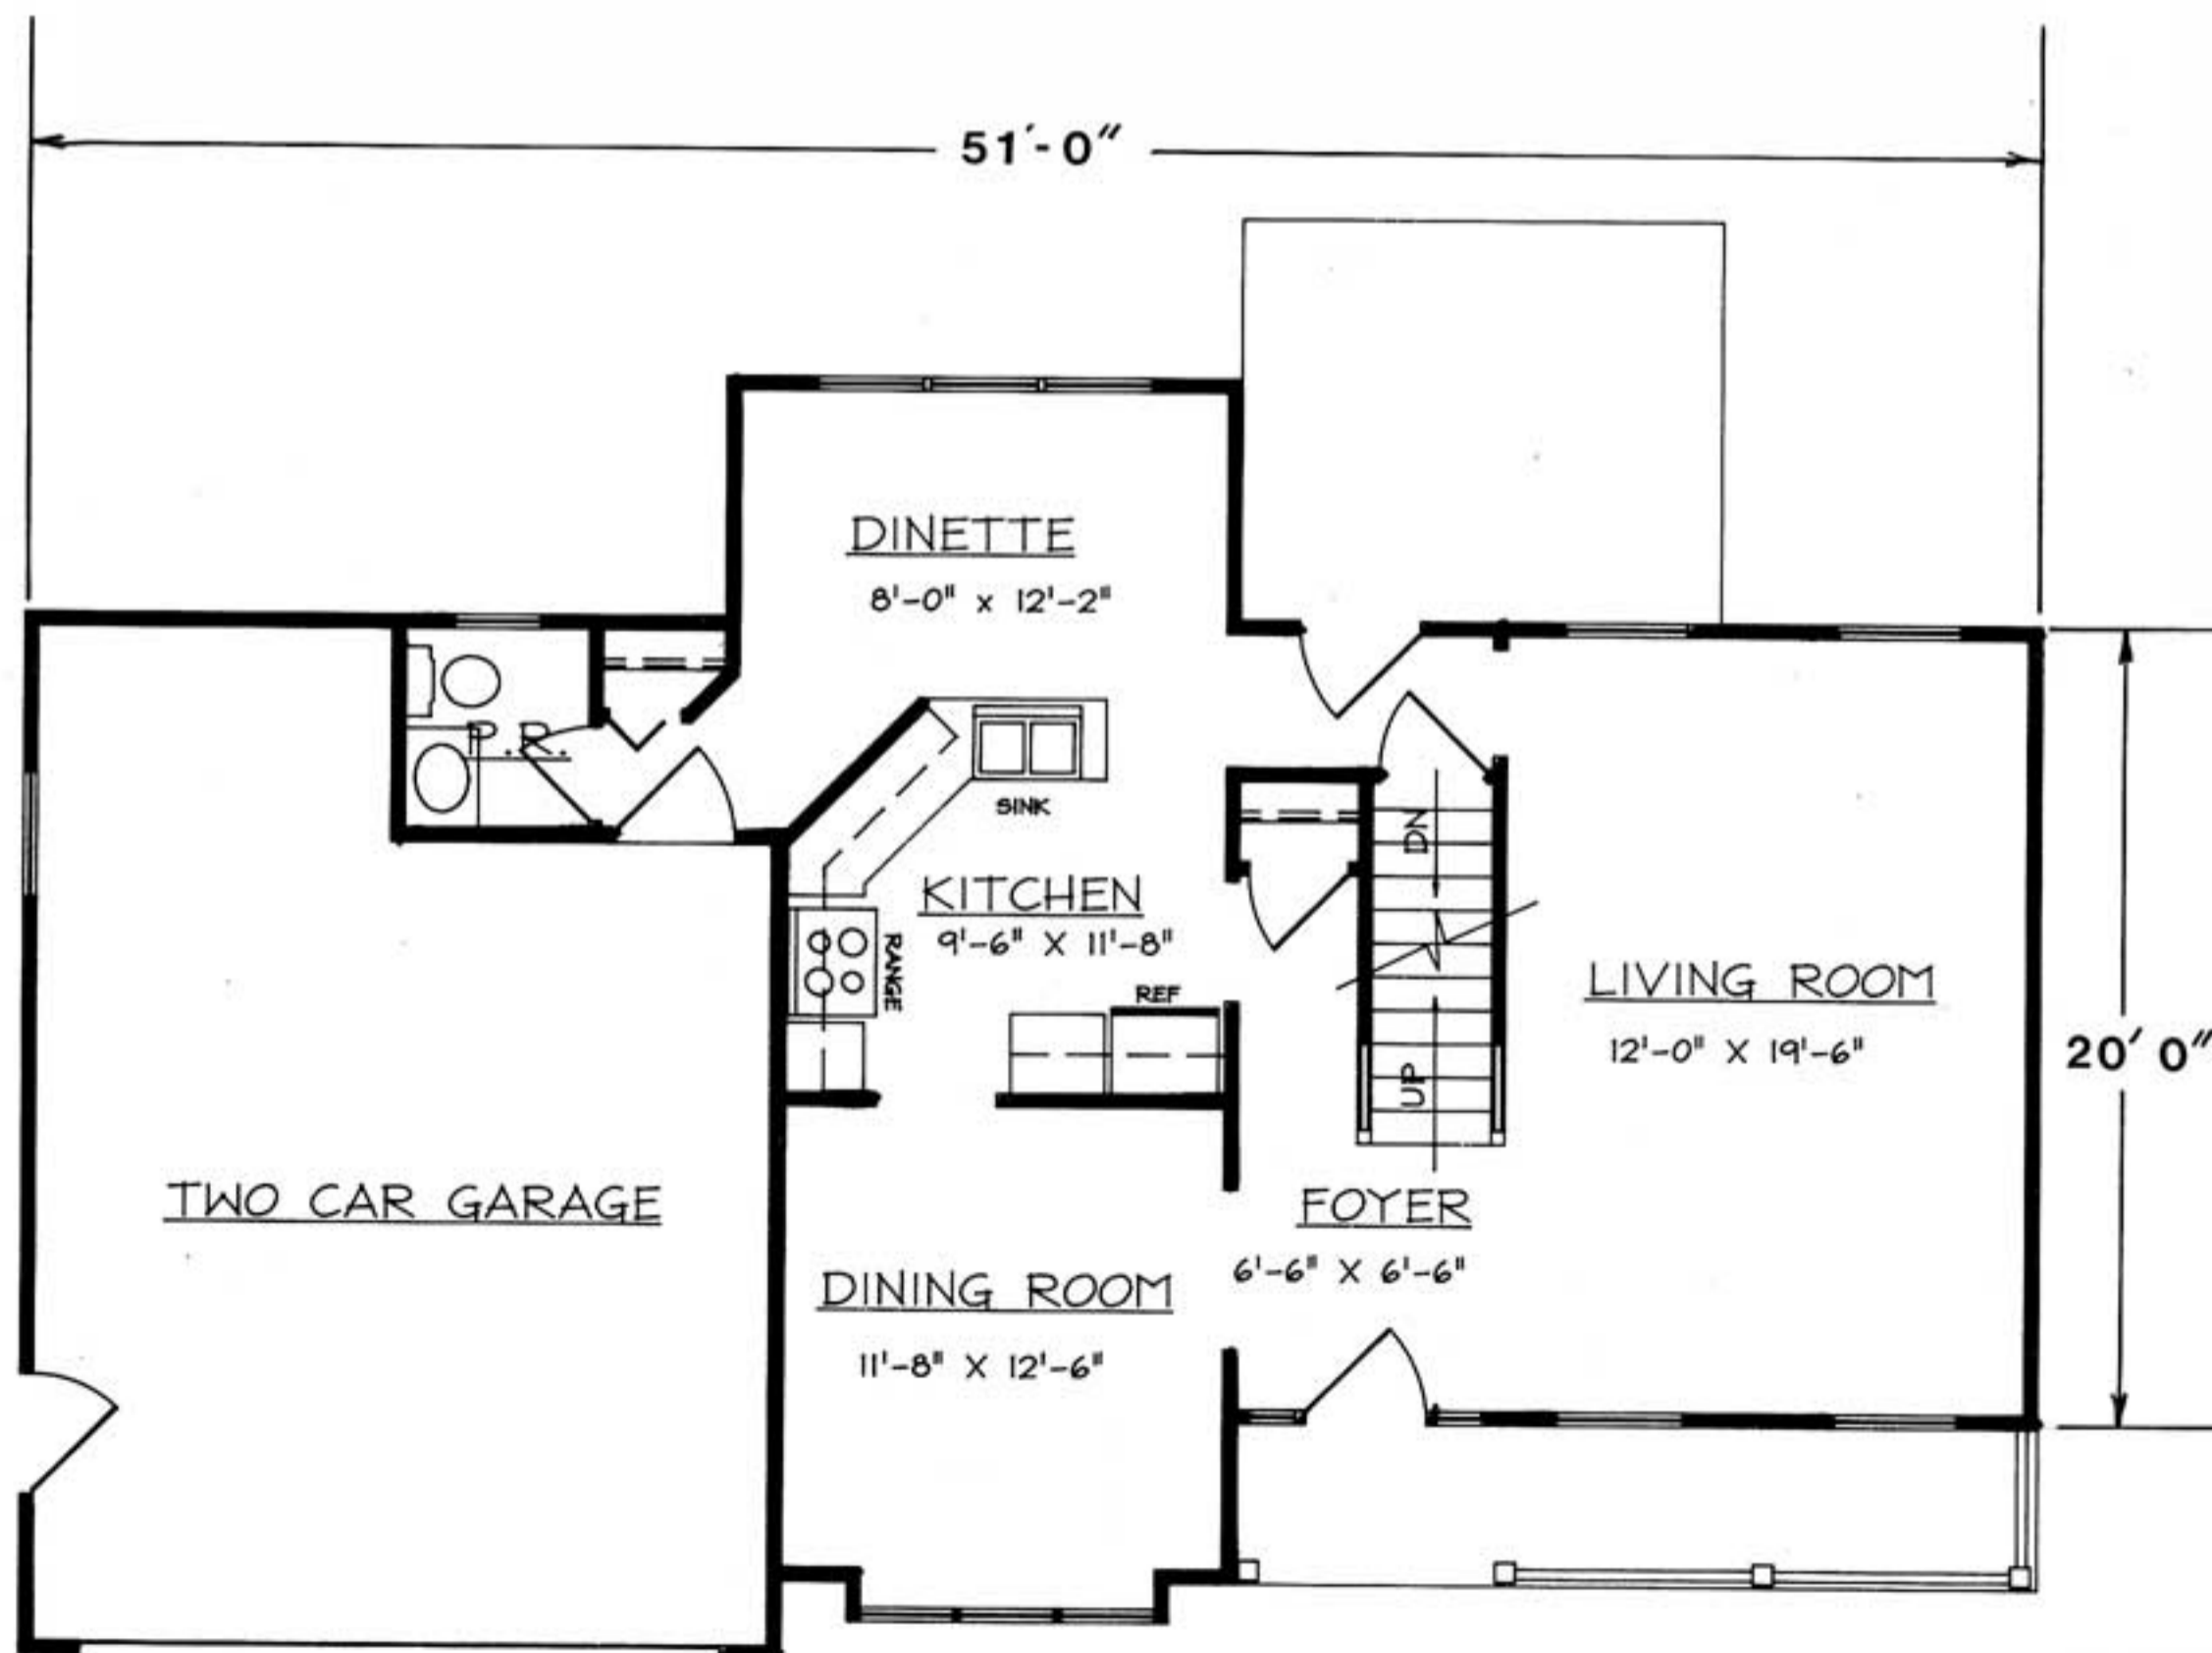 51'-0"
DINETTE
8'-0" x 12'-2"
P.R.
SINK
DN
KITCHEN
9'-6" X 11'-8"
RANGE
REF
LIVING ROOM
12'-0" X 19'-6"
20' 0"
UP
TWO CAR GARAGE
FOYER
6'-6" X 6'-6"
DINING ROOM
11'-8" X 12'-6"